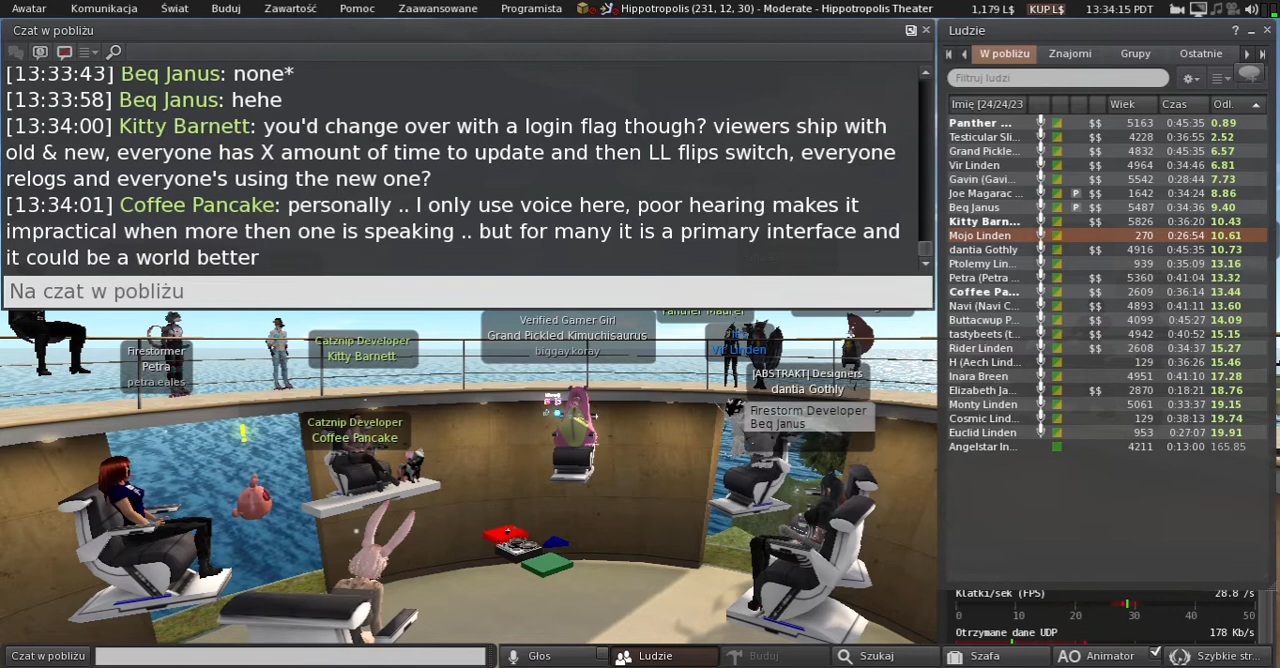 Awatar Komunikacja Świat Buduj Zawartość Pomoc Zaawansowane Programista Hippotropolis (231, 12, 30) - Moderate - Hippotropolis Theater 1,179 L$ KUP L$ 13:34:15 PDT
Czat w pobliżu
[13:33:43] Beq Janus: none*
[13:33:58] Beq Janus: hehe
[13:34:00] Kitty Barnett: you'd change over with a login flag though? viewers ship with
old & new, everyone has X amount of time to update and then LL flips switch, everyone
relogs and everyone's using the new one?
[13:34:01] Coffee Pancake: personally .. I only use voice here, poor hearing makes it
impractical when more then one is speaking .. but for many it is a primary interface and
it could be a world better
Na czat w pobliżu
Firestormer
Petra
petra.eales
Catznip Developer
Kitty Barnett
Verified Gamer Girl
Grand Pickled Kimuchisaurus
biggay.koray
Vir Linden
[ABSTRAKT] Designers
dantia Gothly
Firestorm Developer
Beq Janus
Catznip Developer
Coffee Pancake
Ludzie
W pobliżu Znajomi Grupy Ostatnie
Filtruj ludzi
Imię [24/24/23 Wiek Czas Odl.
Panther ... 5163 0:45:35 0.89
Testicular Sli... $$ 4228 0:36:55 2.52
Grand Pickle... $$ 4832 0:45:35 6.57
Vir Linden $$ 4964 0:34:46 6.81
Gavin (Gavi... $$ 5542 0:28:44 7.73
Joe Magarac ... P $$ 1642 0:34:24 8.86
Beq Janus P $$ 5487 0:34:36 9.40
Kitty Barn... $$ 5826 0:36:20 10.43
Mojo Linden 270 0:26:54 10.61
dantia Gothly $$ 4916 0:45:35 10.73
Ptolemy Lin... 939 0:35:09 13.16
Petra (Petra ... $$ 5360 0:41:04 13.32
Coffee Pa... $$ 2609 0:36:14 13.44
Navi (Navi C... $$ 4893 0:41:11 13.60
Buttacwup P... $$ 4099 0:45:27 14.09
tastybeets (t... $$ 4942 0:40:52 15.15
Rider Linden $$ 2608 0:34:37 15.27
H (Aech Lind... 129 0:36:26 15.46
Inara Breen 4951 0:41:10 17.28
Elizabeth Ja... $$ 2870 0:18:21 18.76
Monty Linden 5061 0:33:37 19.15
Cosmic Lind... 129 0:38:13 19.74
Euclid Linden 953 0:27:07 19.91
Angelstar In... 4211 0:13:00 165.85
Klatki/sek (FPS) 28.8 /s
0 10 20 30 40 50
Otrzymane dane UDP 178 Kb/s
Czat w pobliżu Głos Ludzie Buduj Szukaj Szafa AO Animator Szybkie str...